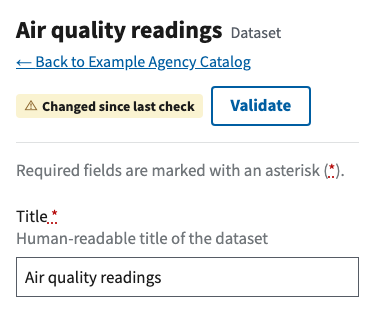 Air quality readings Dataset
← Back to Example Agency Catalog
⚠ Changed since last check Validate
Required fields are marked with an asterisk (*).
Title *
Human-readable title of the dataset
Air quality readings